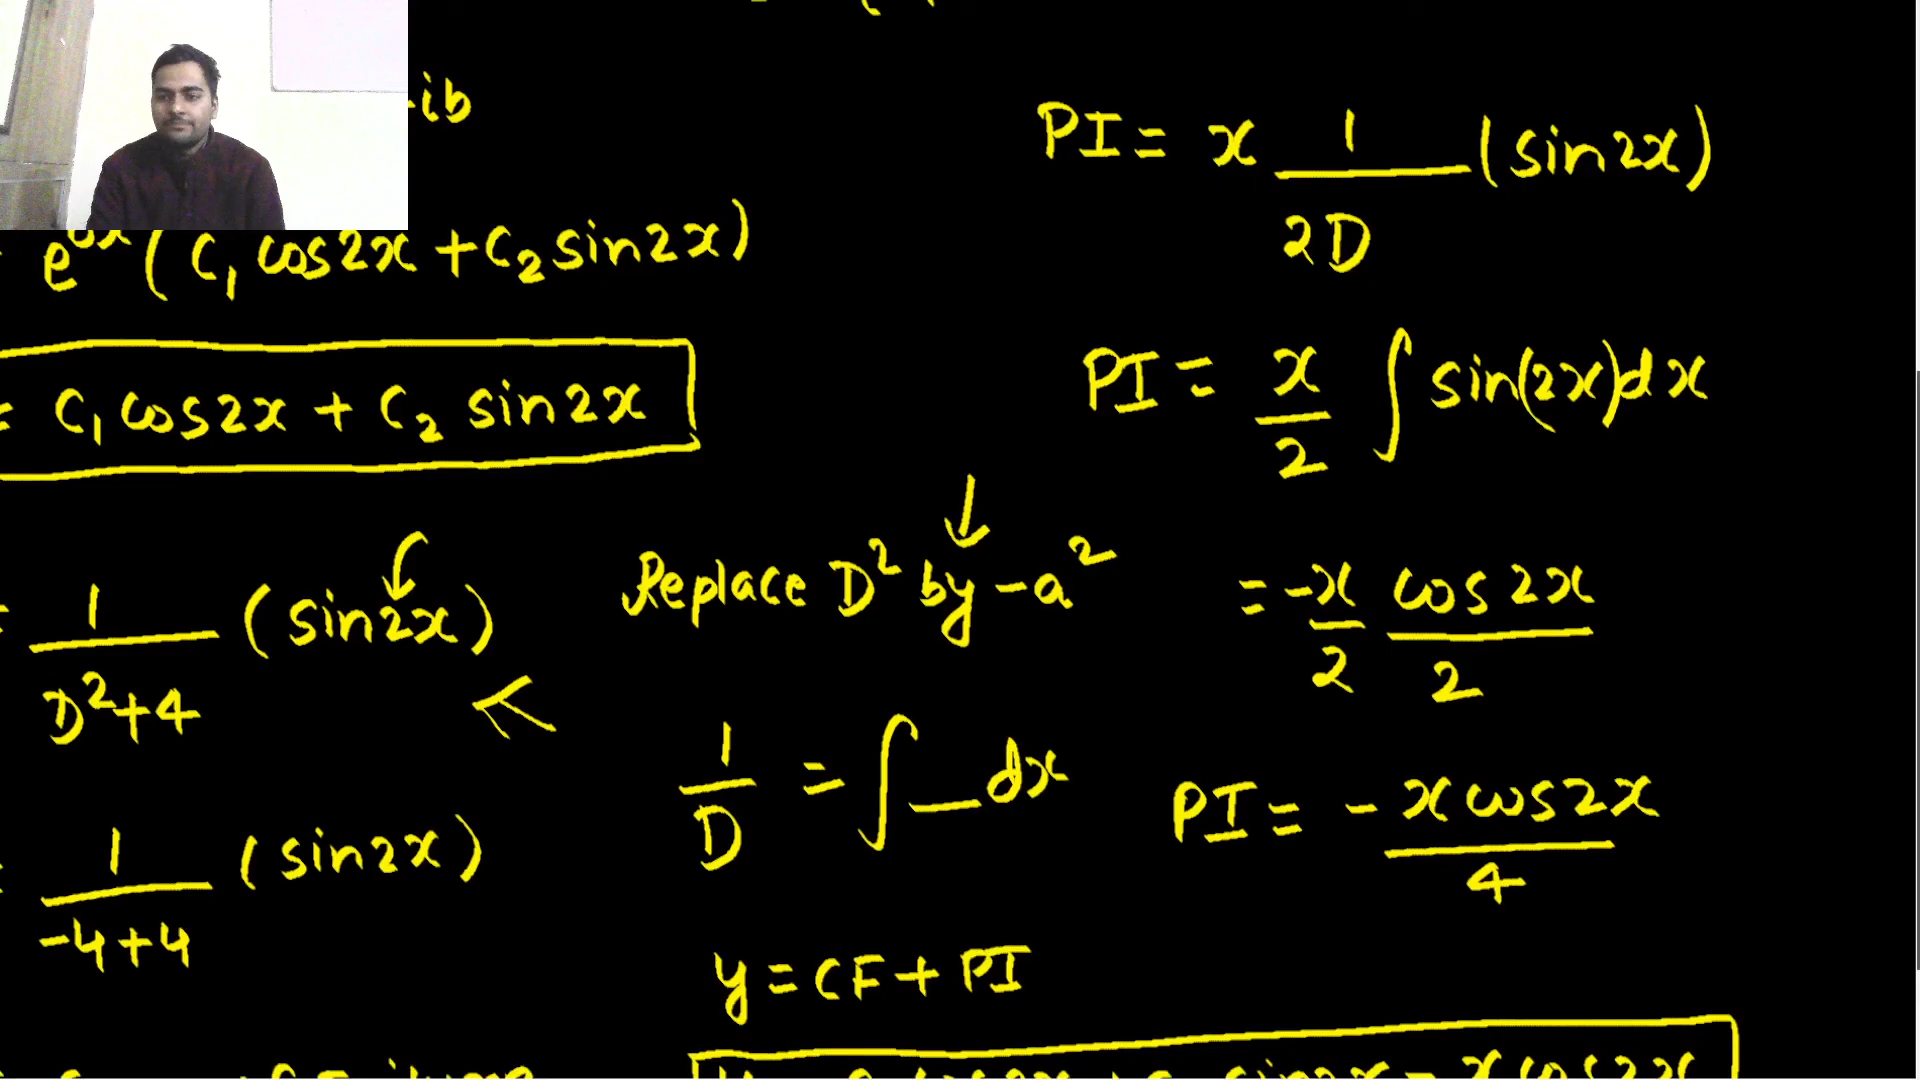 -ib
= e^0x (C₁ cos2x + C₂ sin2x)
= C₁ cos2x + C₂ sin2x
= 1/(D²+4) (sin2x)
= 1/(-4+4) (sin2x)
Replace D² by -a²
1/D = ∫ __ dx
PI = x 1/(2D) (sin2x)
PI = x/2 ∫ sin(2x)dx
= -x/2 cos2x/2
PI = - x cos2x/4
y = CF + PI